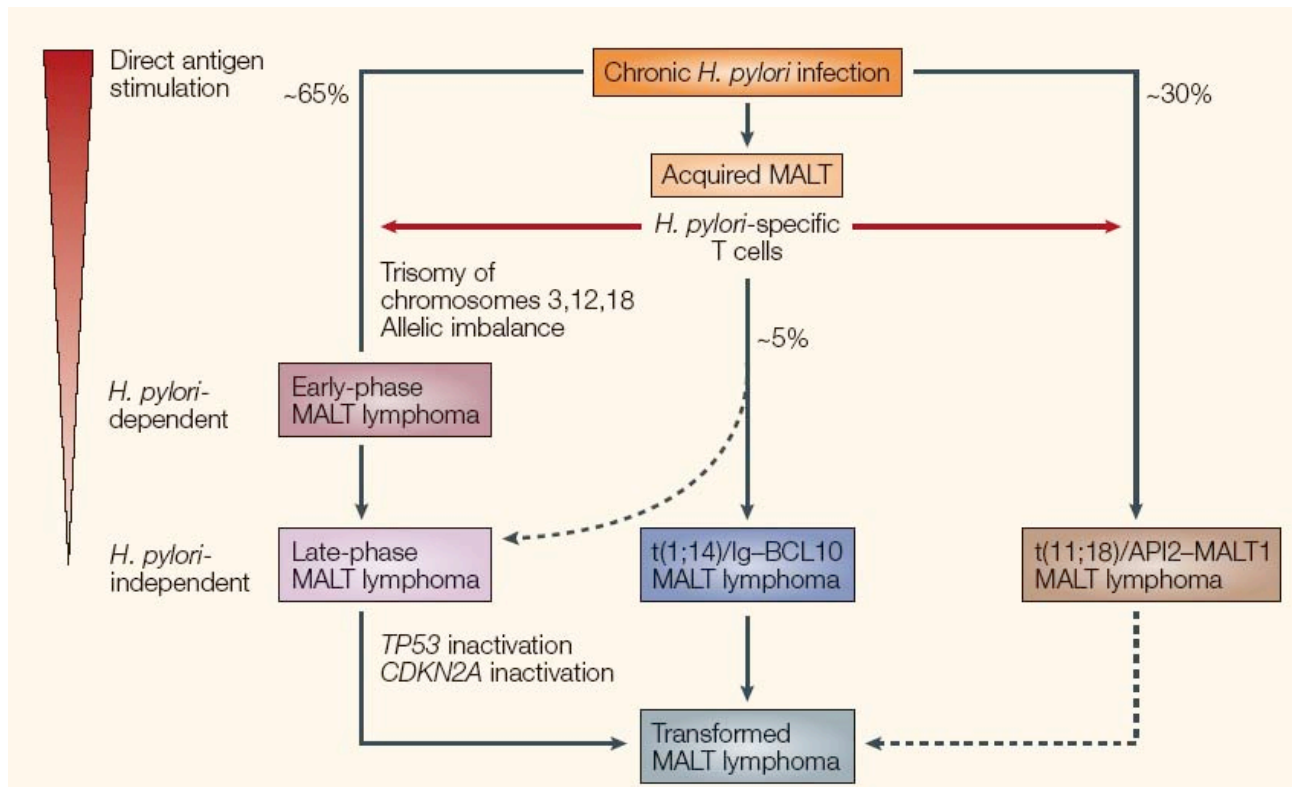 Direct antigen
stimulation
~65%
Chronic H. pylori infection
~30%
Acquired MALT
H. pylori-specific
T cells
Trisomy of
chromosomes 3,12,18
Allelic imbalance
~5%
H. pylori-
dependent
Early-phase
MALT lymphoma
H. pylori-
independent
Late-phase
MALT lymphoma
t(1;14)/Ig–BCL10
MALT lymphoma
t(11;18)/API2–MALT1
MALT lymphoma
TP53 inactivation
CDKN2A inactivation
Transformed
MALT lymphoma